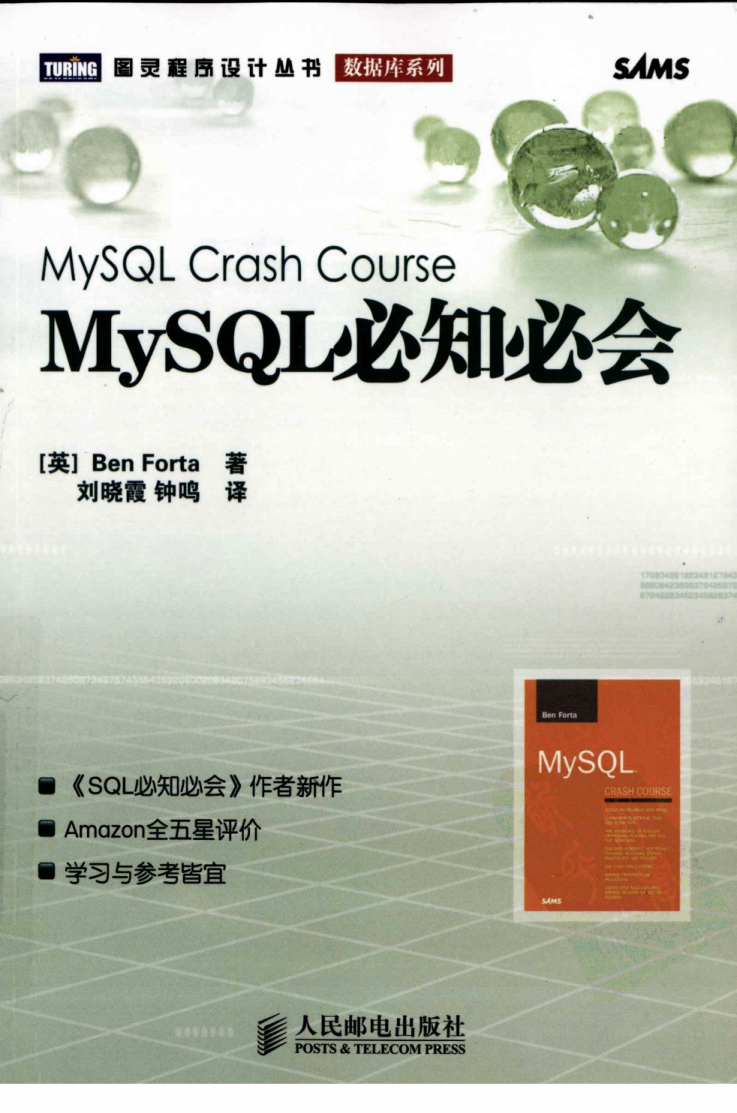 TURING 图灵程序设计丛书 数据库系列 SAMS
MySQL Crash Course
MySQL必知必会
[英] Ben Forta 著
刘晓霞 钟鸣 译
Ben Forta
MySQL
CRASH COURSE
SAMS
《SQL必知必会》作者新作
Amazon全五星评价
学习与参考皆宜
人民邮电出版社
POSTS & TELECOM PRESS